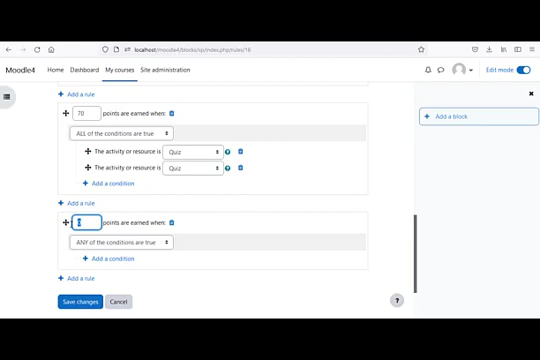 localhost/moodle4/blocks/xp/index.php/rules/16
Moodle4 Home Dashboard My courses Site administration Edit mode
+ Add a rule
70 points are earned when:
ALL of the conditions are true
The activity or resource is Quiz
The activity or resource is Quiz
+ Add a condition
+ Add a rule
points are earned when:
ANY of the conditions are true
+ Add a condition
+ Add a rule
Save changes Cancel
?
+ Add a block